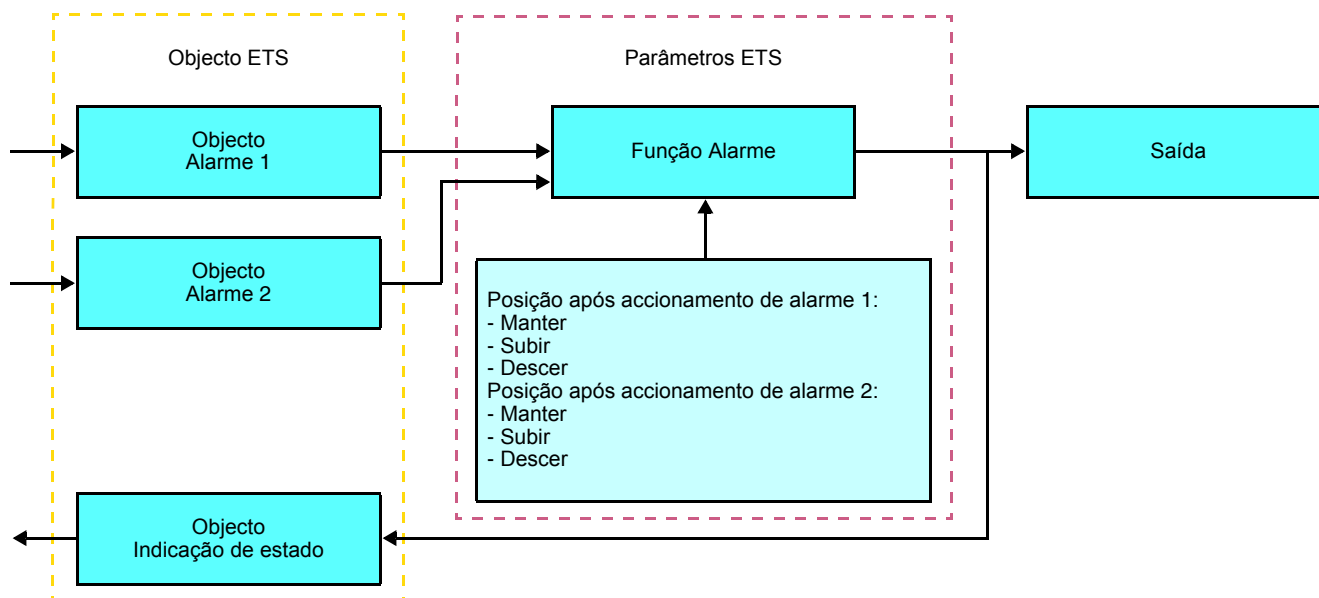 Objecto ETS
Parâmetros ETS
Objecto
Alarme 1
Função Alarme
Saída
Objecto
Alarme 2
Posição após accionamento de alarme 1:
- Manter
- Subir
- Descer
Posição após accionamento de alarme 2:
- Manter
- Subir
- Descer
Objecto
Indicação de estado